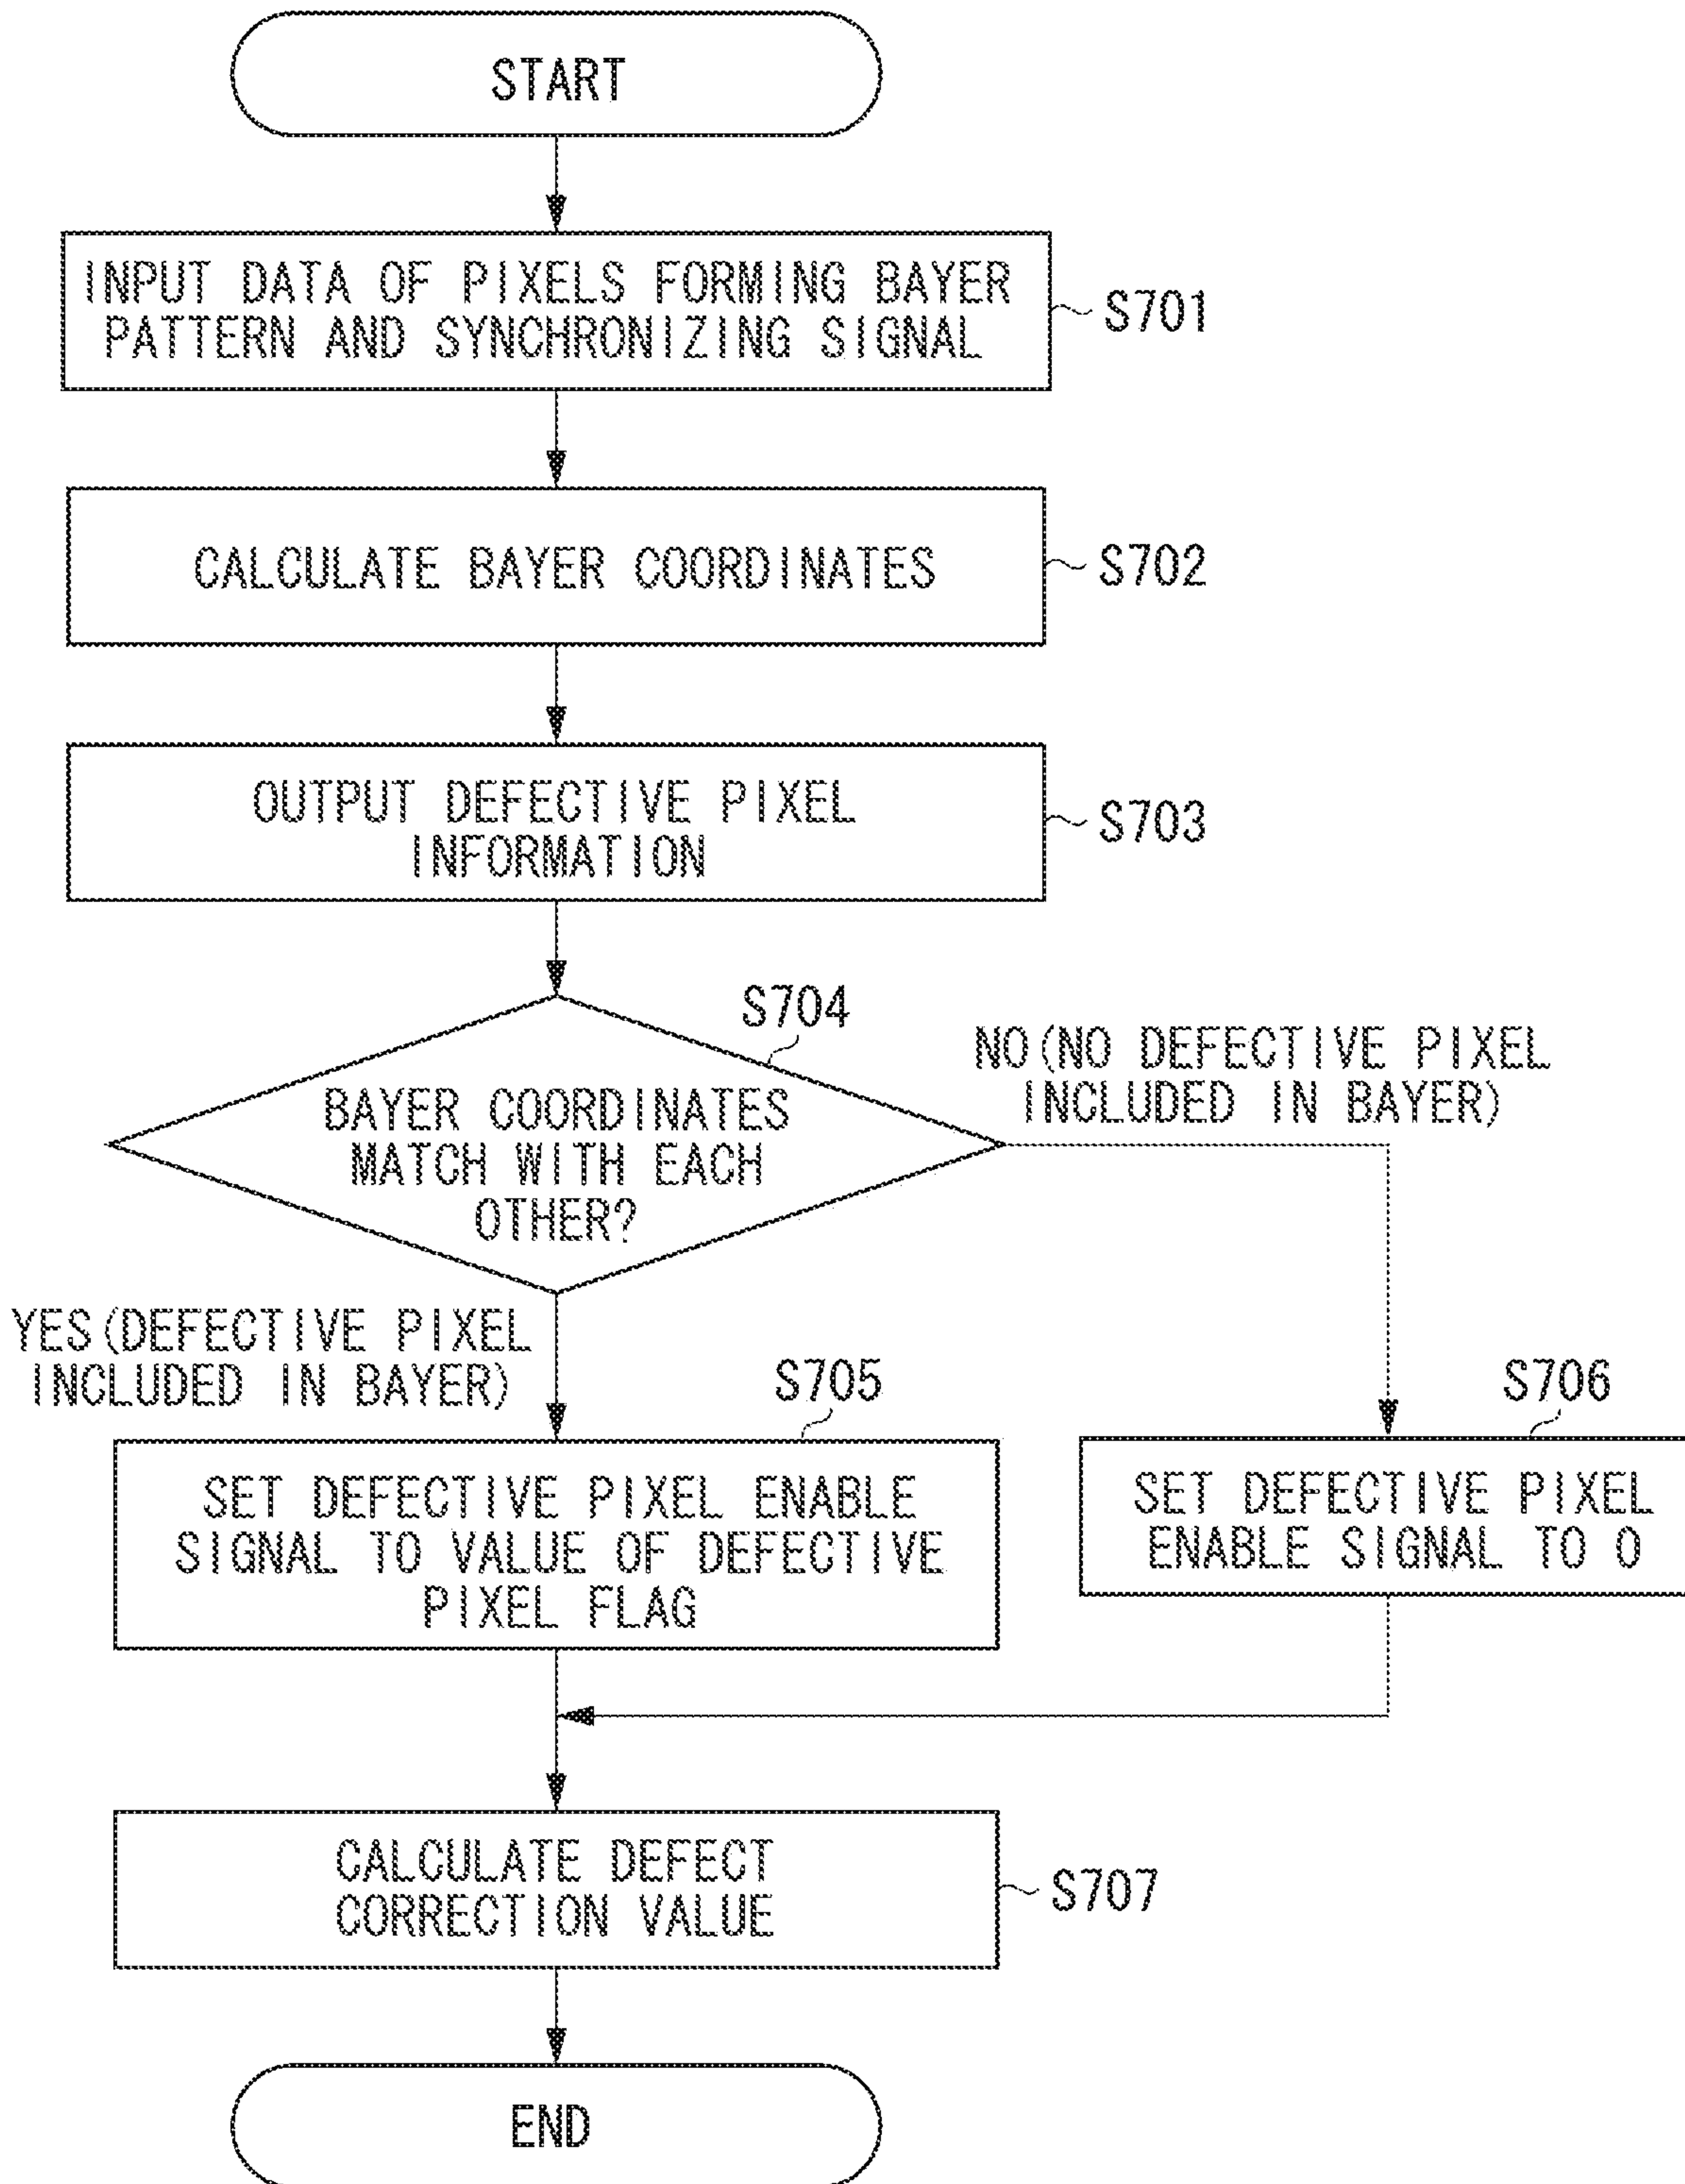 START
INPUT DATA OF PIXELS FORMING BAYER
PATTERN AND SYNCHRONIZING SIGNAL
S701
CALCULATE BAYER COORDINATES
S702
OUTPUT DEFECTIVE PIXEL
INFORMATION
S703
S704
BAYER COORDINATES
MATCH WITH EACH
OTHER?
NO(NO DEFECTIVE PIXEL
INCLUDED IN BAYER)
YES(DEFECTIVE PIXEL
INCLUDED IN BAYER)
S705
SET DEFECTIVE PIXEL ENABLE
SIGNAL TO VALUE OF DEFECTIVE
PIXEL FLAG
S706
SET DEFECTIVE PIXEL
ENABLE SIGNAL TO 0
CALCULATE DEFECT
CORRECTION VALUE
S707
END